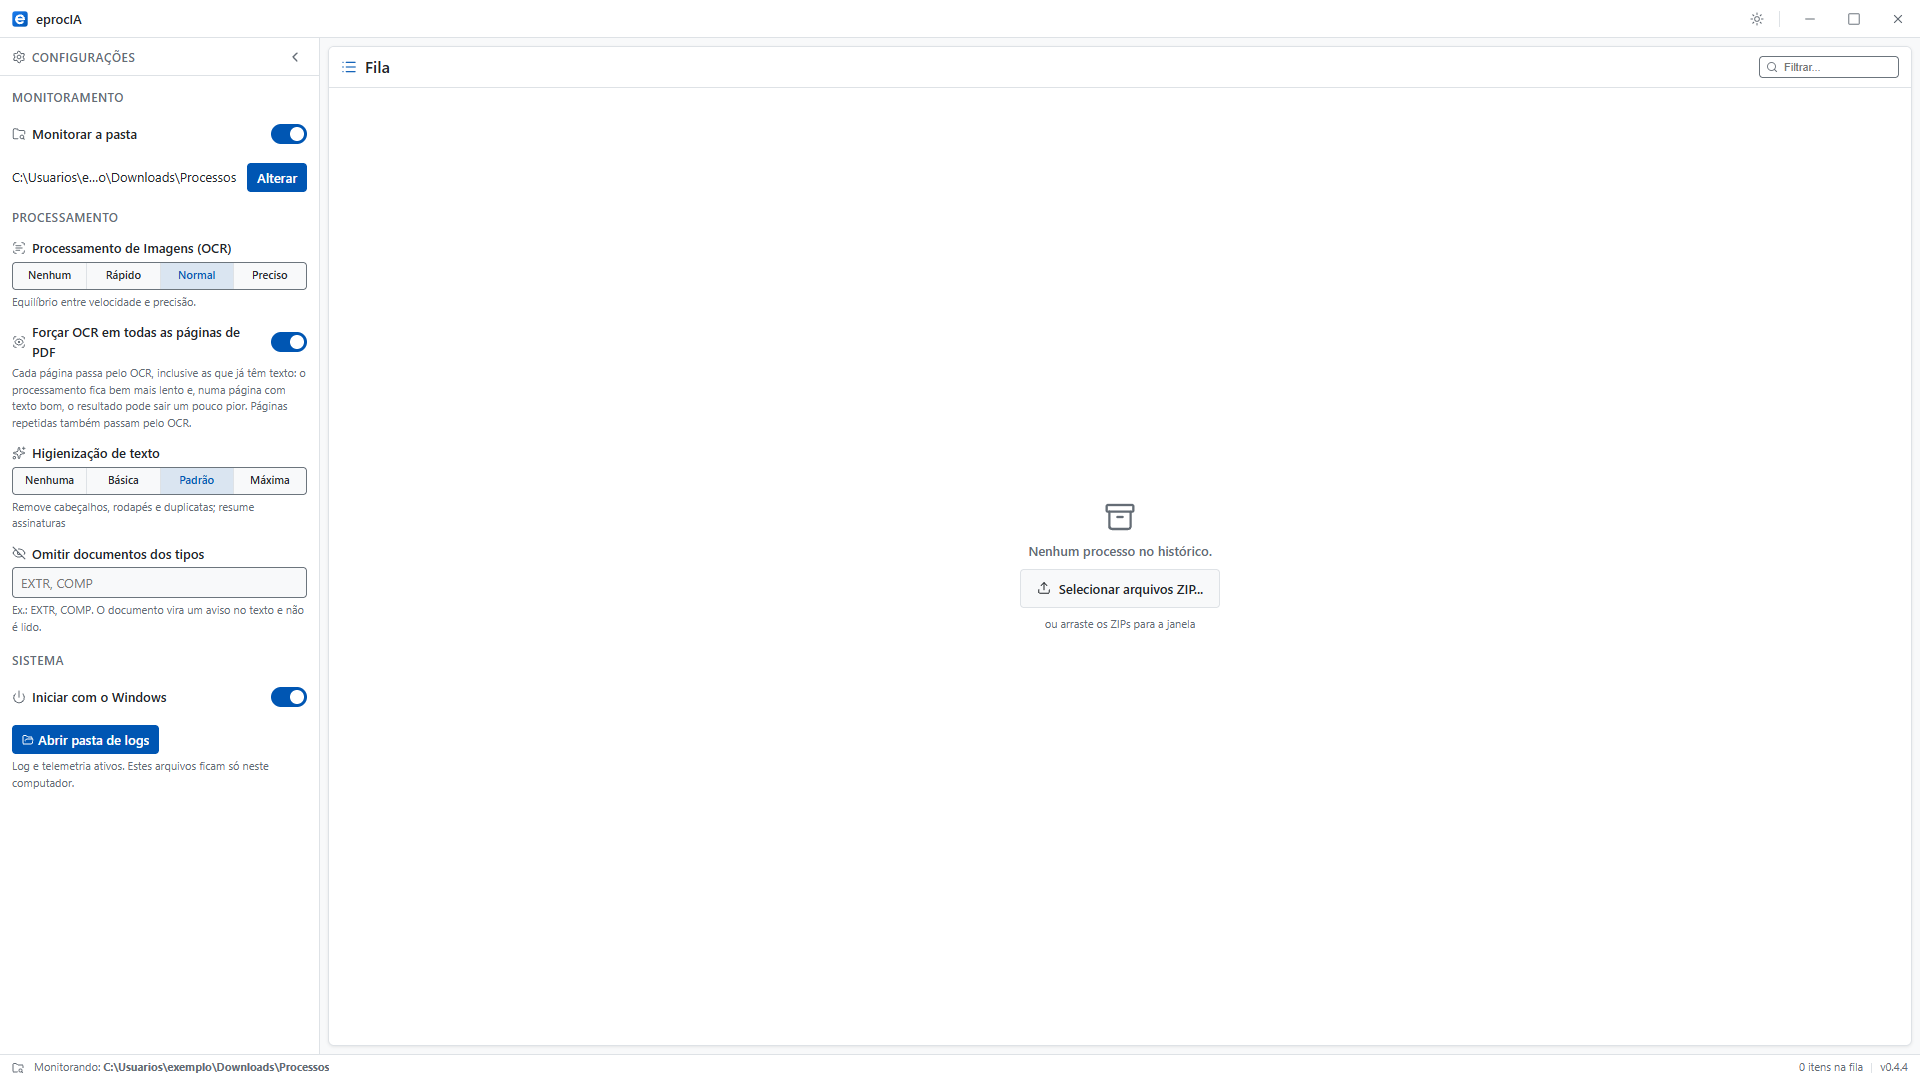 eprocIA
CONFIGURAÇÕES
MONITORAMENTO
Monitorar a pasta
C:\Usuarios\e...o\Downloads\Processos
Alterar
PROCESSAMENTO
Processamento de Imagens (OCR)
Nenhum
Rápido
Normal
Preciso
Equilíbrio entre velocidade e precisão.
Forçar OCR em todas as páginas de
PDF
Cada página passa pelo OCR, inclusive as que já têm texto: o
processamento fica bem mais lento e, numa página com
texto bom, o resultado pode sair um pouco pior. Páginas
repetidas também passam pelo OCR.
Higienização de texto
Nenhuma
Básica
Padrão
Máxima
Remove cabeçalhos, rodapés e duplicatas; resume
assinaturas
Omitir documentos dos tipos
EXTR, COMP
Ex.: EXTR, COMP. O documento vira um aviso no texto e não
é lido.
SISTEMA
Iniciar com o Windows
Abrir pasta de logs
Log e telemetria ativos. Estes arquivos ficam só neste
computador.
Fila
Filtrar...
Nenhum processo no histórico.
Selecionar arquivos ZIP...
ou arraste os ZIPs para a janela
Monitorando: C:\Usuarios\exemplo\Downloads\Processos
0 itens na fila
v0.4.4